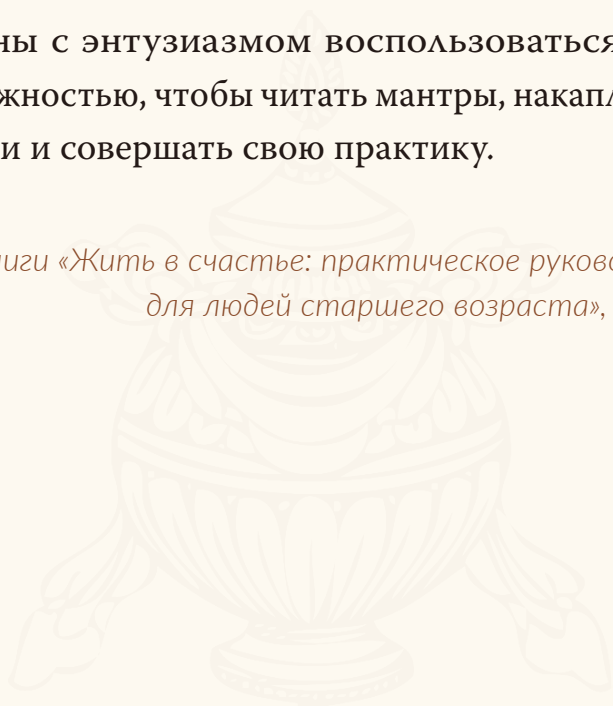 ны с энтузиазмом воспользоваться
жностью, чтобы читать мантры, накапл
и и совершать свою практику.
иги «Жить в счастье: практическое руково
для людей старшего возраста»,